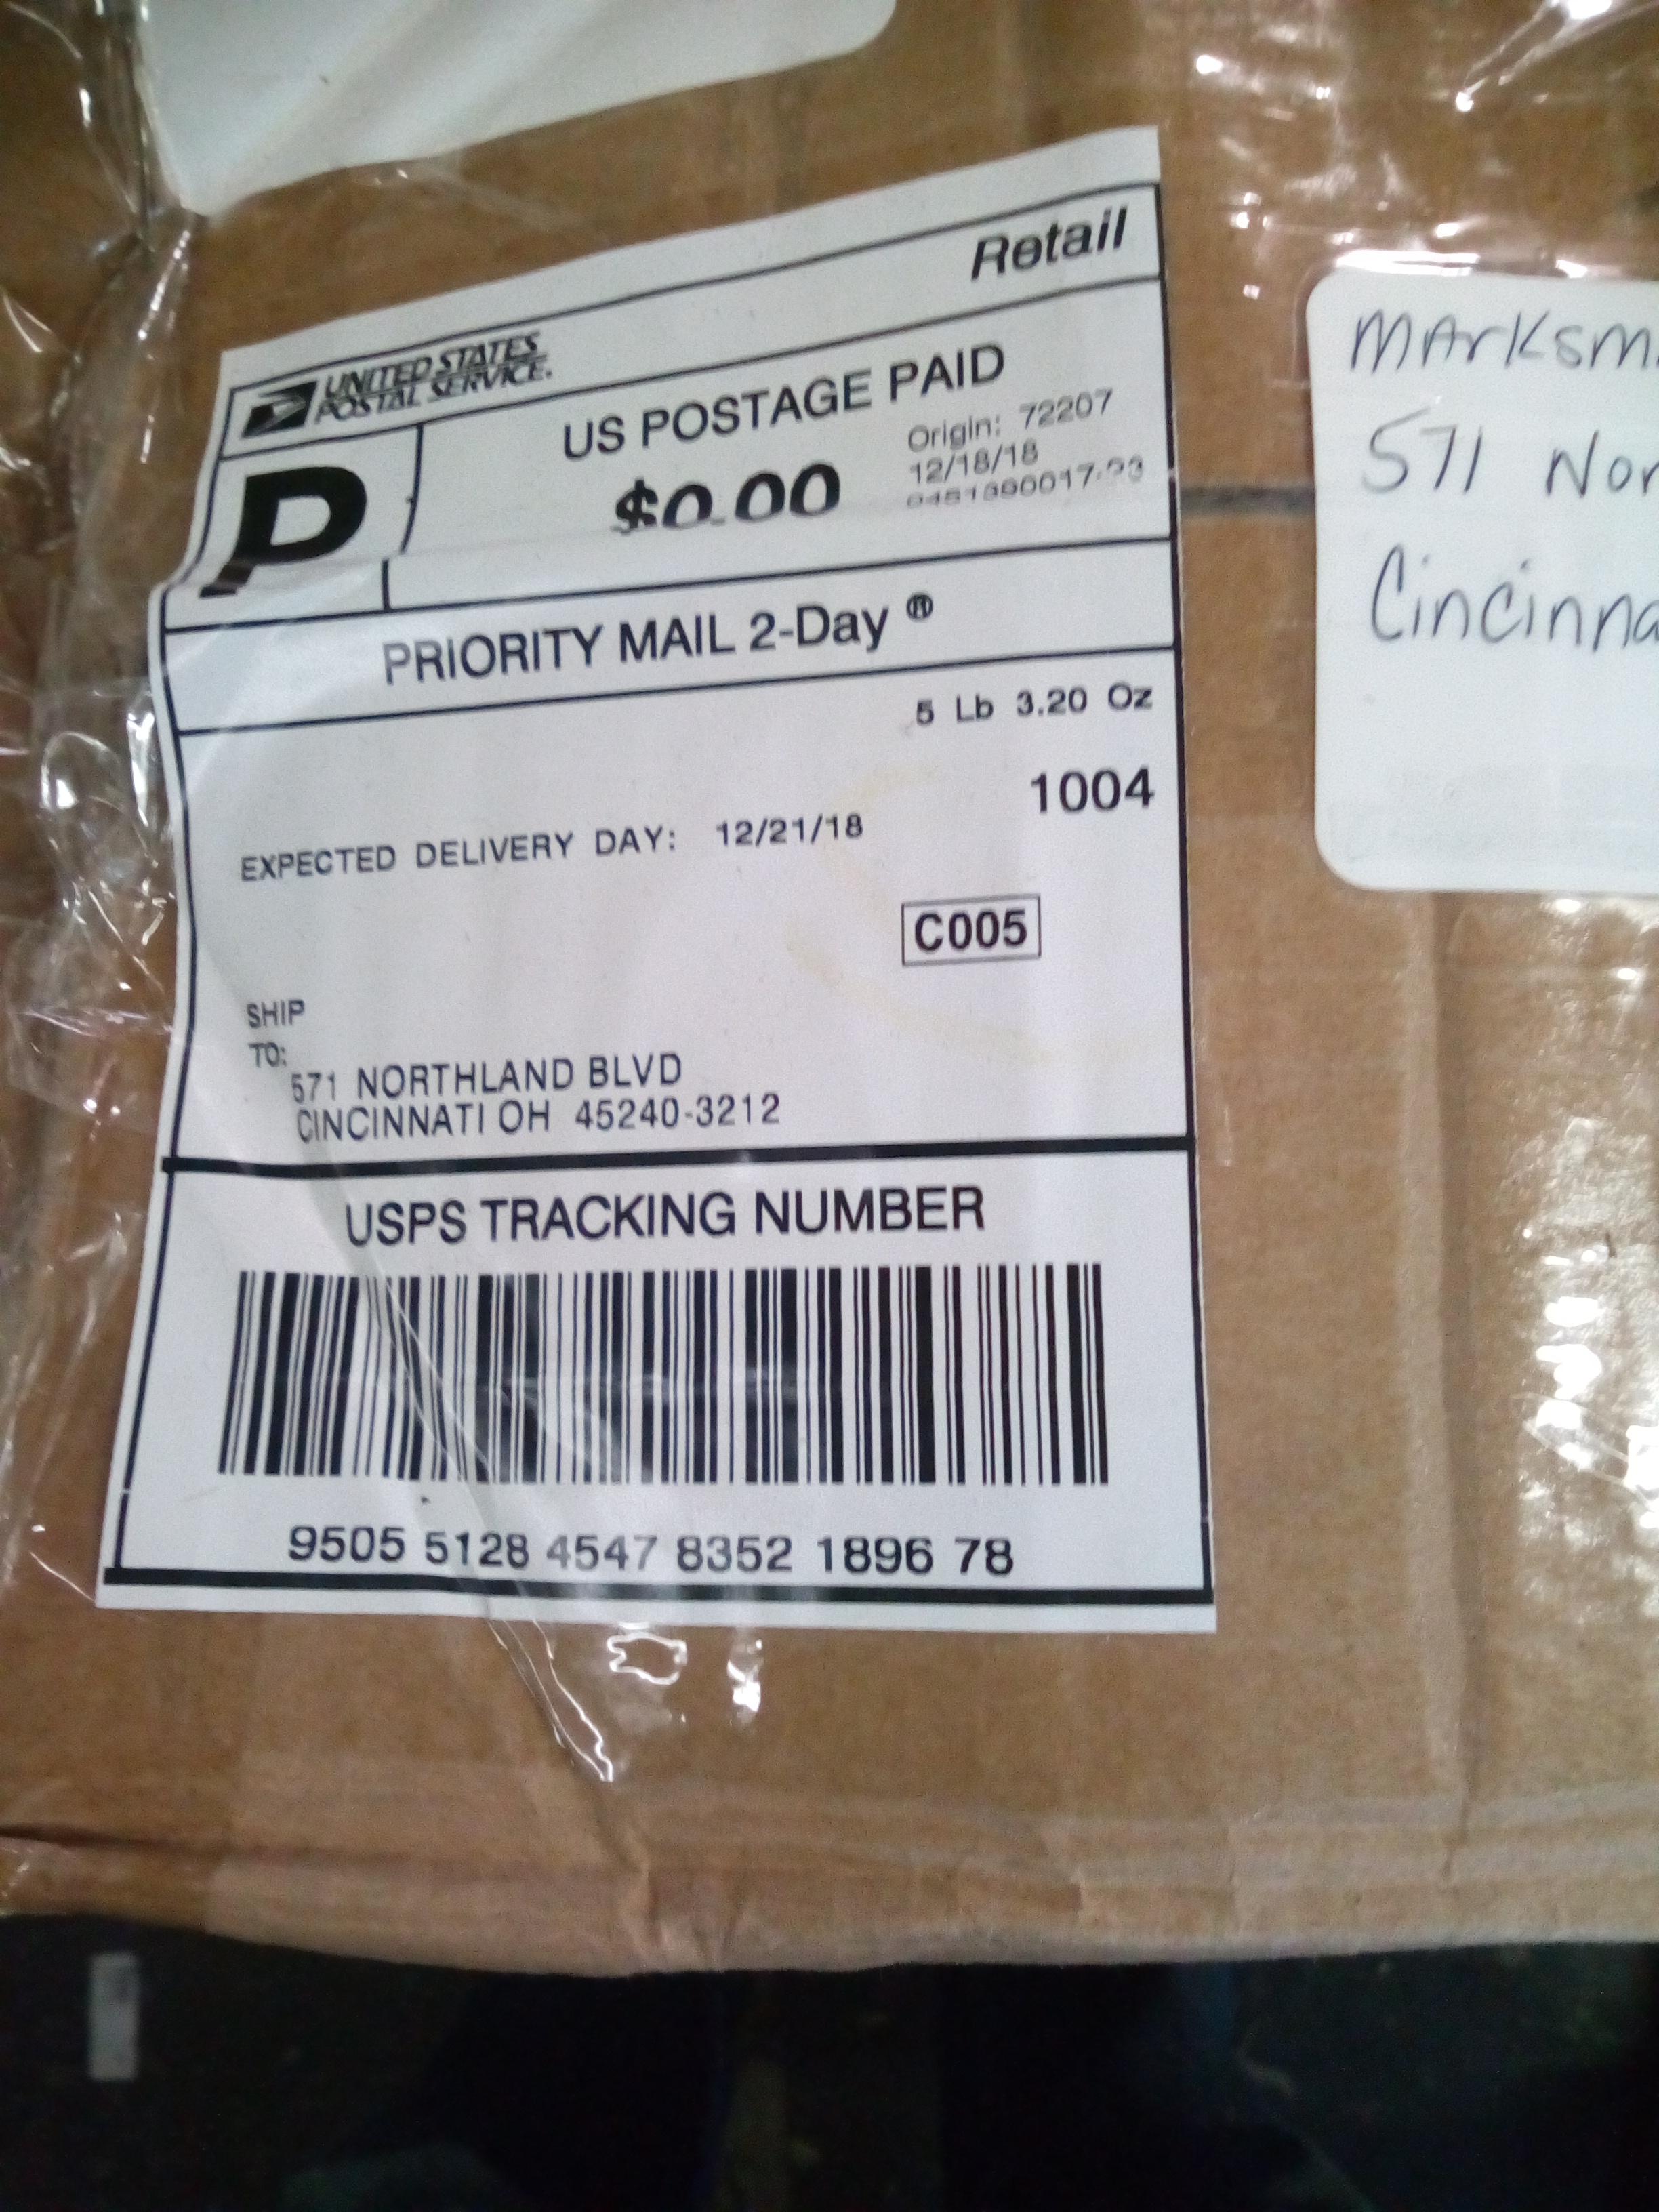 Retail
UNITED STATES
POSTAL SERVICE.
P
US POSTAGE PAID
$0.00
Origin: 72207
12/18/18
PRIORITY MAIL 2-Day ®
5 Lb 3.20 Oz
1004
EXPECTED DELIVERY DAY: 12/21/18
C005
SHIP
TO:
571 NORTHLAND BLVD
CINCINNATI OH 45240-3212
USPS TRACKING NUMBER
9505 5128 4547 8352 1896 78
MArKsm
571 Nor
Cincinna